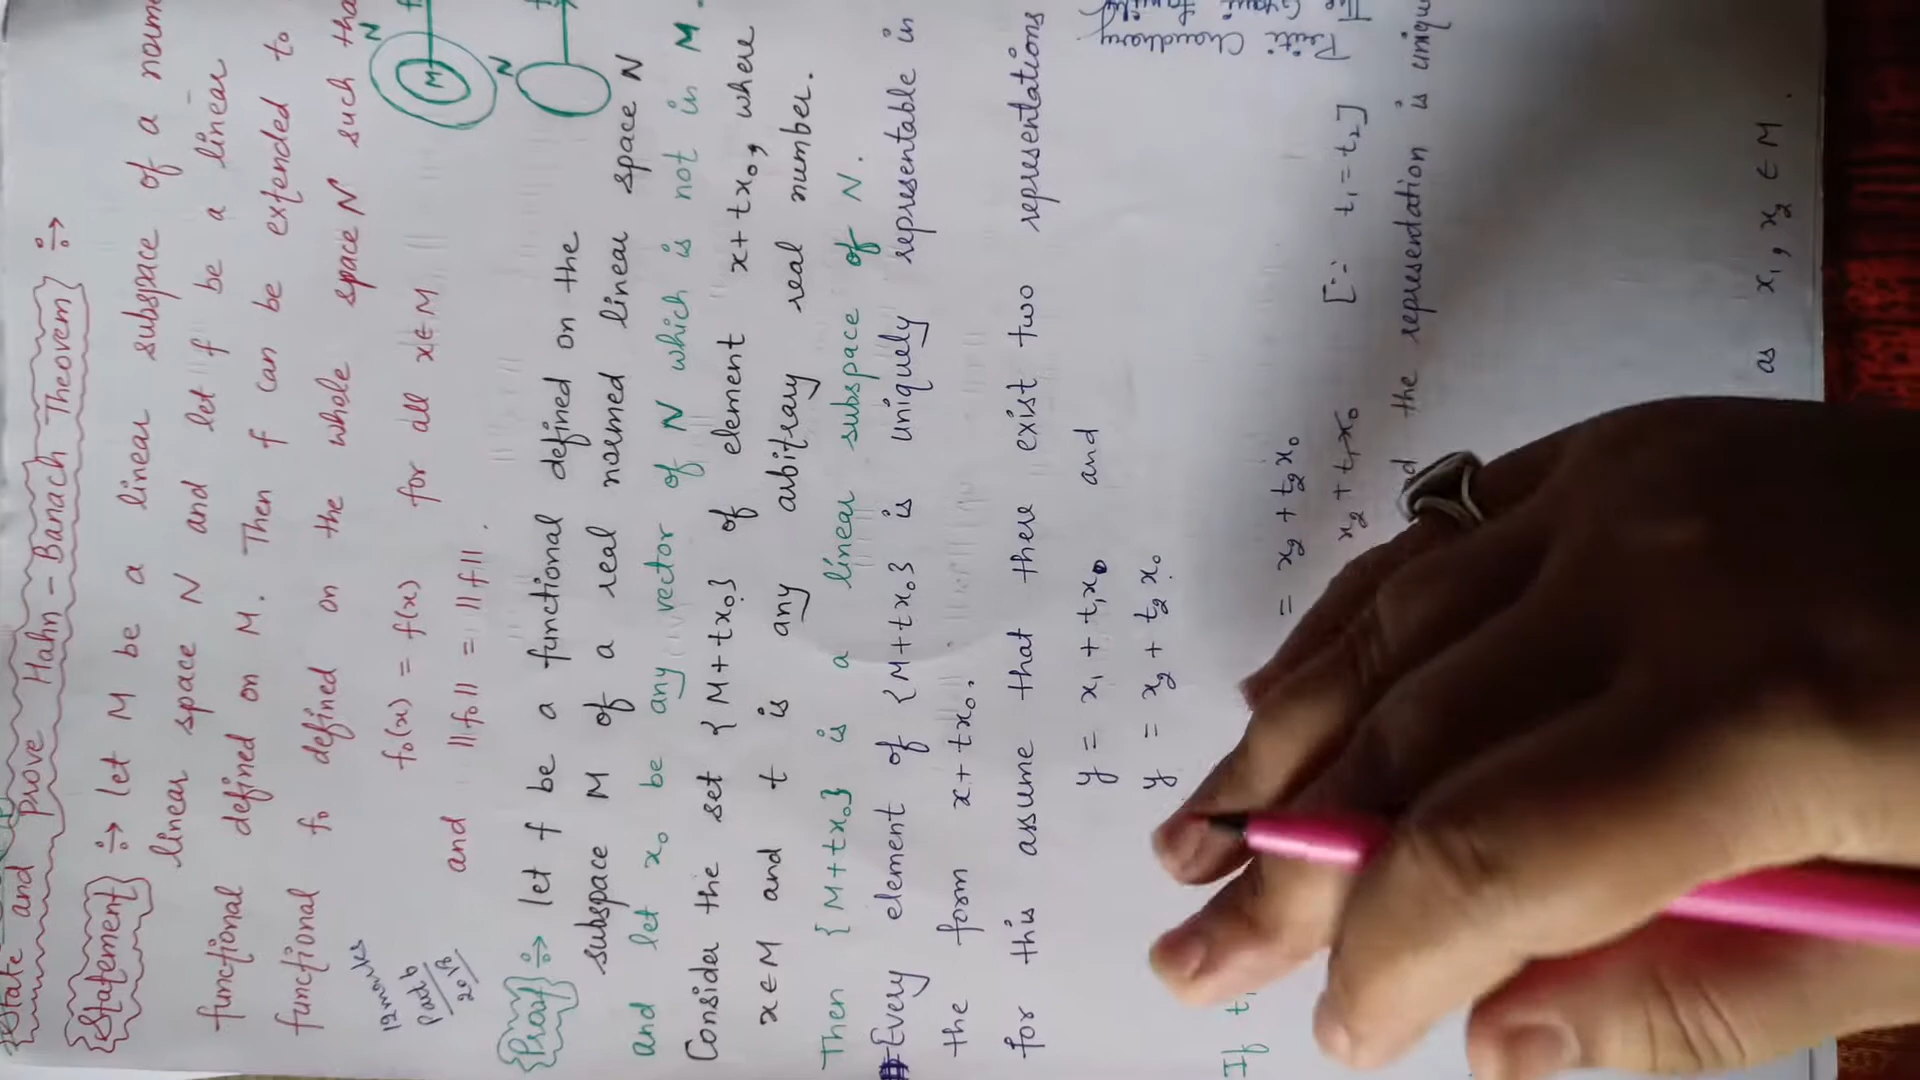 State and prove Hahn - Banach Theorem ÷>
Statement ÷> let M be a linear subspace of a
linear space N and let f be a linear
functional defined on M. Then f can be extended to
functional f₀ defined on the whole space N such
f₀(x) = f(x) for all x∈M
and ||f₀|| = ||f||.
12 marks
Part b
2018
N
M
N
Proof ÷> let f be a functional defined on the
subspace M of a real normed linear space N
and let x₀ be any vector of N which is not in M.
Consider the set {M+tx₀} of element x+tx₀, where
x∈M and t is any arbitrary real number.
Then {M+tx₀} is a linear subspace of N.
# Every element of {M+tx₀} is uniquely representable in
the form x+tx₀.
for this assume that there exist two representations
y = x₁ + t₁x₀ and
y = x₂ + t₂x₀
If t₁
= x₂ + t₂x₀
x₂ + t₁x₀ [∵ t₁=t₂]
the representation is
as x₁, x₂ ∈ M.